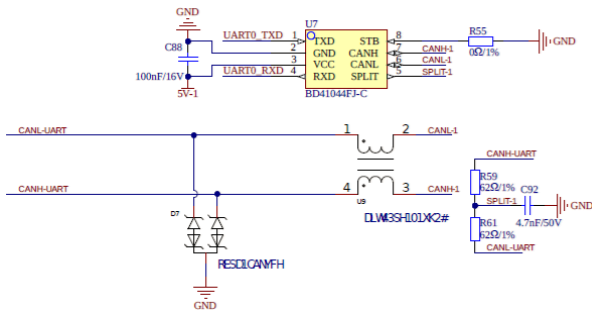 GND
U7
UART0_TXD 1 TXD STB 8 R55
2 GND CANH 7 CANH-1 0Ω/1% GND
C88 3 VCC CANL 6 CANL-1
UART0_RXD 4 RXD SPLIT 5 SPLIT-1
100nF/16V
5V-1
BD41044FJ-C
CANL-UART 1 2 CANL-1
CANH-UART
CANH-UART 4 3 CANH-1
U9
R59
62Ω/1% C92
SPLIT-1 GND
D7
DLW43SH101XK2#
R61 4.7nF/50V
62Ω/1%
CANL-UART
RESD1CANYFH
GND